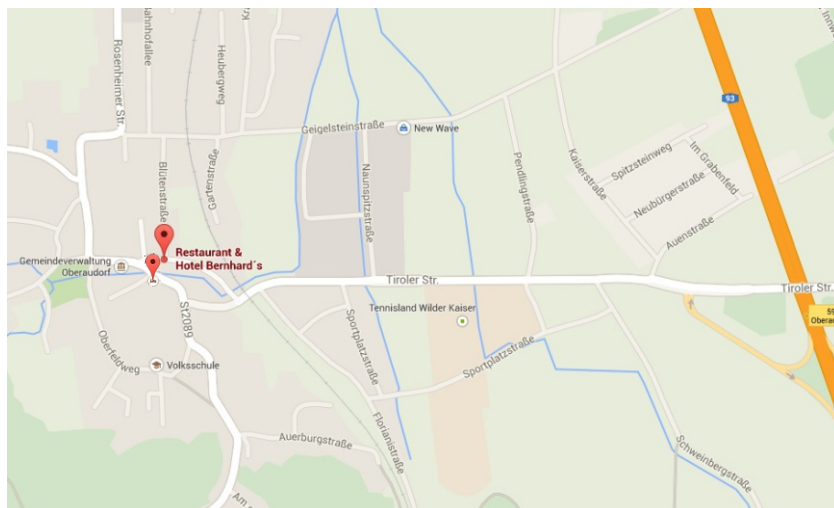 Bahnhofallee
Rosenheimer Str.
Heubergweg
Geigelsteinstraße
New Wave
93
Blütenstraße
Gartenstraße
Naunspitzstraße
Pendlingstraße
Kaiserstraße
Spitzsteinweg
Im Grabenfeld
Neubürgerstraße
Auenstraße
Restaurant &
Hotel Bernhard´s
Gemeindeverwaltung
Oberaudorf
Tiroler Str.
Tiroler Str.
59
St2089
Tennisland Wilder Kaiser
Oberfeldweg
Volksschule
Sportplatzstraße
Sportplatzstraße
Florianistraße
Auerburgstraße
Schweinbergstraße
Am